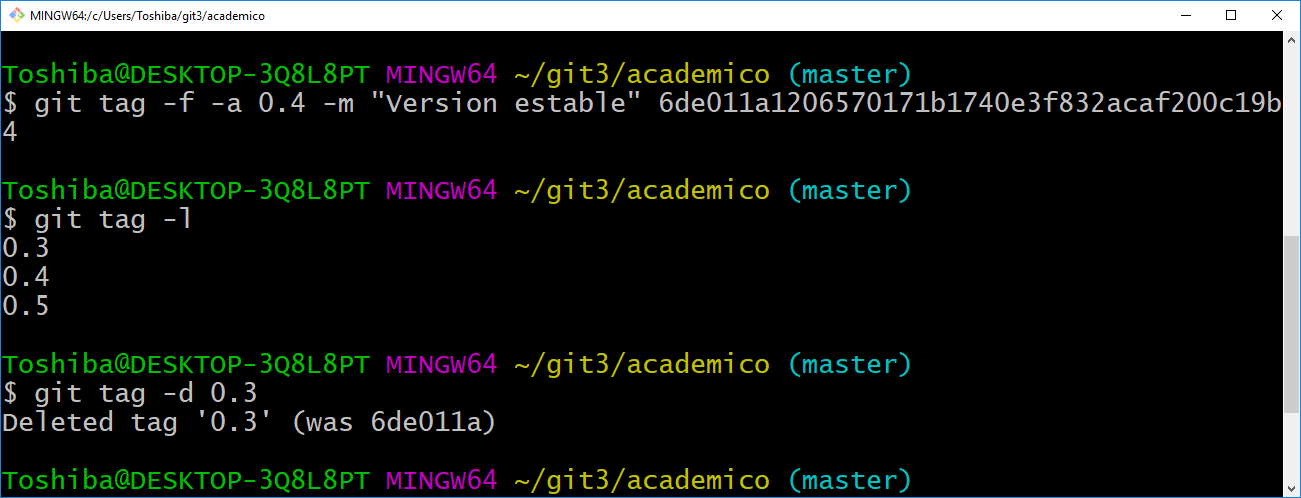 MINGW64:/c/Users/Toshiba/git3/academico
Toshiba@DESKTOP-3Q8L8PT MINGW64 ~/git3/academico (master)
$ git tag -f -a 0.4 -m "Version estable" 6de011a1206570171b1740e3f832acaf200c19b
4
Toshiba@DESKTOP-3Q8L8PT MINGW64 ~/git3/academico (master)
$ git tag -l
0.3
0.4
0.5
Toshiba@DESKTOP-3Q8L8PT MINGW64 ~/git3/academico (master)
$ git tag -d 0.3
Deleted tag '0.3' (was 6de011a)
Toshiba@DESKTOP-3Q8L8PT MINGW64 ~/git3/academico (master)